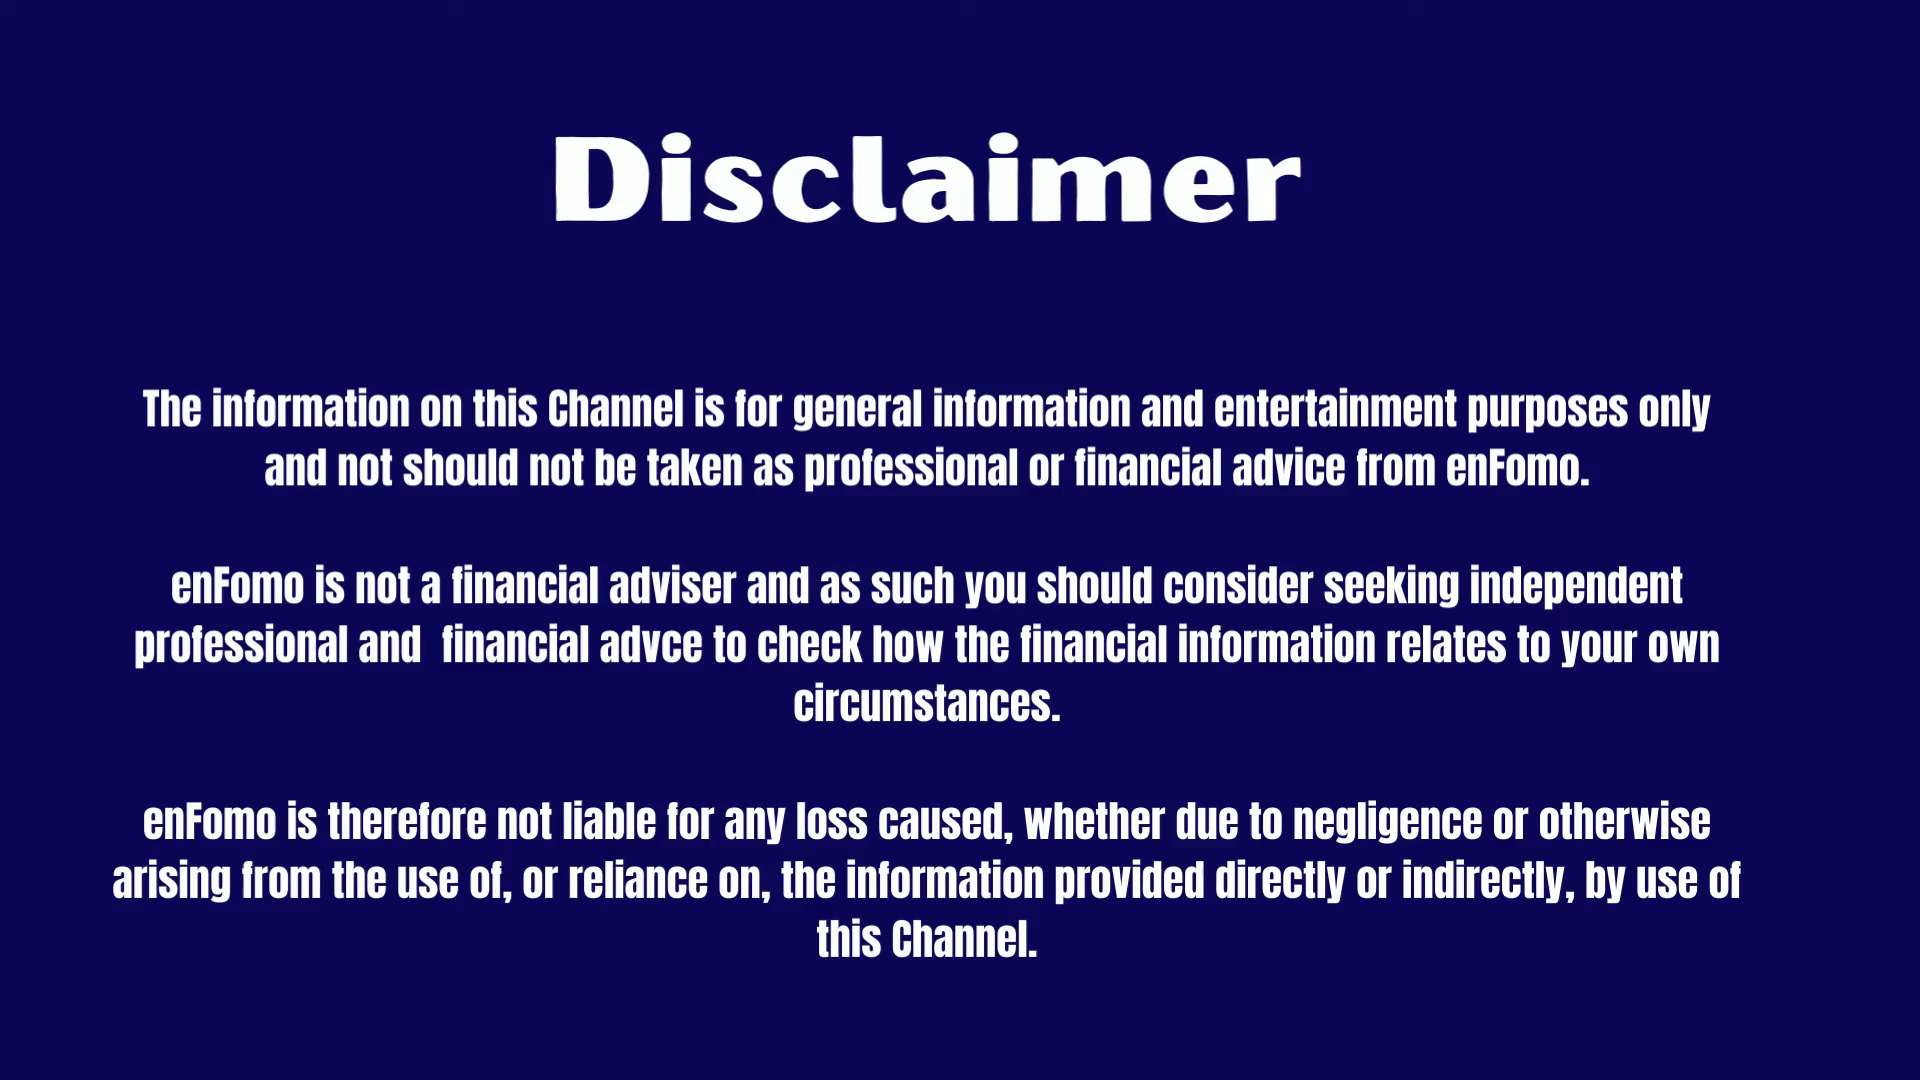 Disclaimer
The information on this Channel is for general information and entertainment purposes only
and not should not be taken as professional or financial advice from enFomo.
enFomo is not a financial adviser and as such you should consider seeking independent
professional and  financial advce to check how the financial information relates to your own
circumstances.
enFomo is therefore not liable for any loss caused, whether due to negligence or otherwise
arising from the use of, or reliance on, the information provided directly or indirectly, by use of
this Channel.